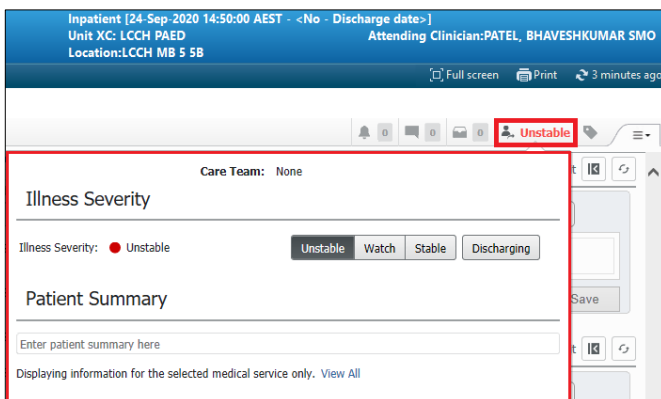 Inpatient [24-Sep-2020 14:50:00 AEST - <No - Discharge date>]
Unit XC: LCCH PAED Attending Clinician:PATEL, BHAVESHKUMAR SMO
Location:LCCH MB 5 5B
Full screen Print 3 minutes ago
0 0 0 Unstable
Care Team: None
Illness Severity
Illness Severity: Unstable Unstable Watch Stable Discharging
Patient Summary
Save
Enter patient summary here
Displaying information for the selected medical service only. View All